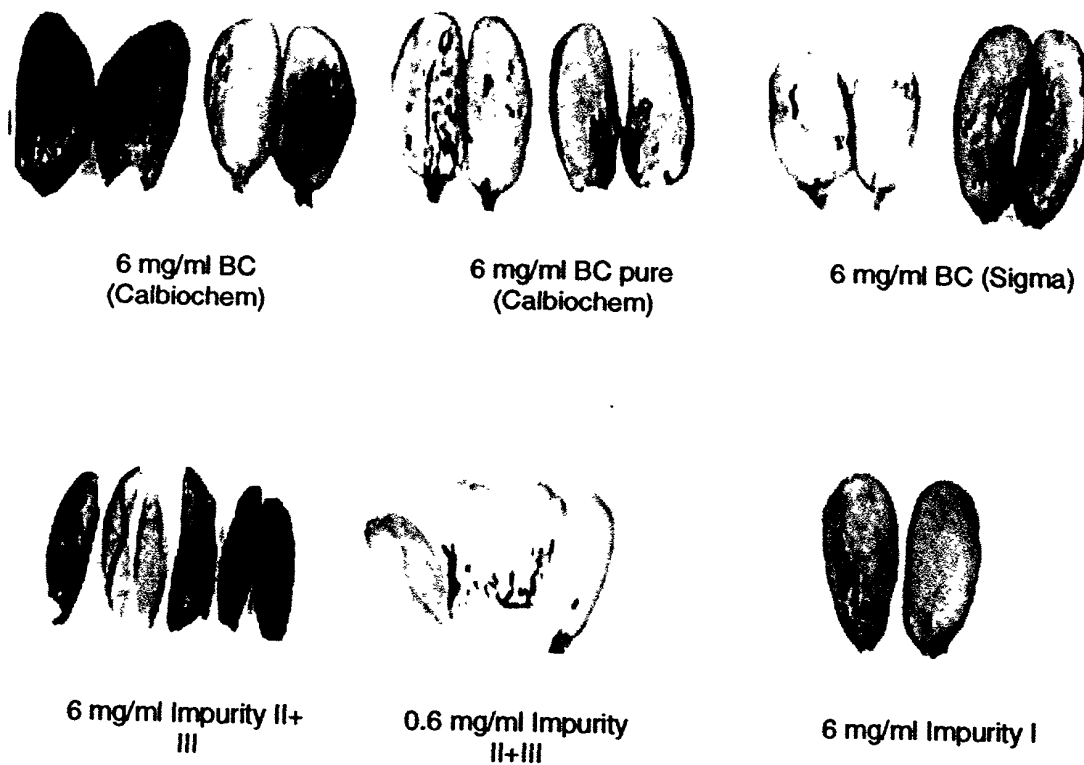 6 mg/ml BC
(Calbiochem)
6 mg/ml BC pure
(Calbiochem)
6 mg/ml BC (Sigma)
6 mg/ml Impurity II+
III
0.6 mg/ml Impurity
II+III
6 mg/ml Impurity I